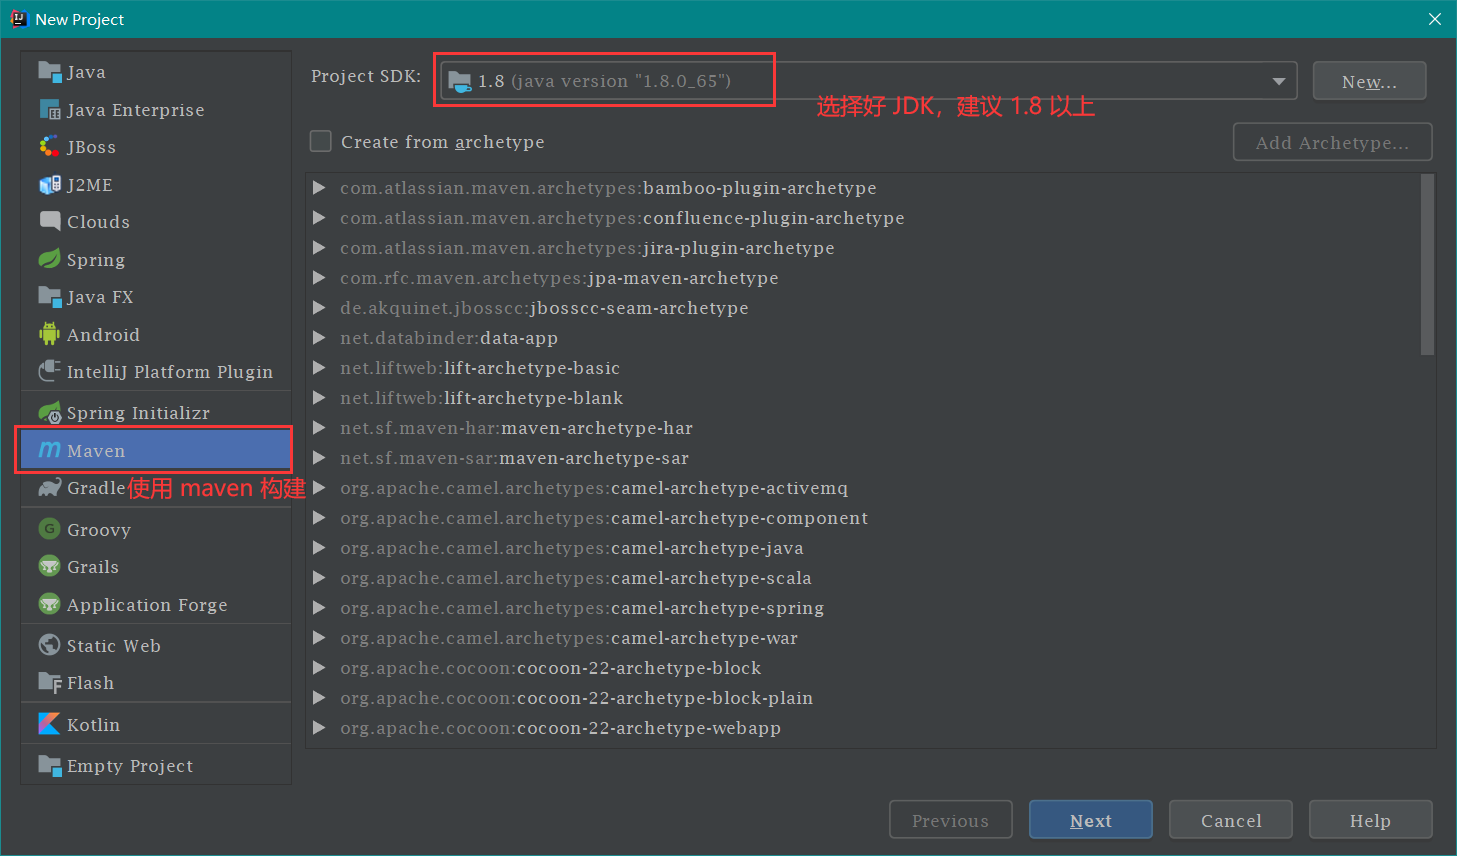 New Project
Java
Java Enterprise
JBoss
J2ME
Clouds
Spring
Java FX
Android
IntelliJ Platform Plugin
Spring Initializr
Maven
Gradle
使用 maven 构建
Groovy
Grails
Application Forge
Static Web
Flash
Kotlin
Empty Project
Project SDK:
1.8 (java version "1.8.0_65")
New...
选择好 JDK，建议 1.8 以上
Create from archetype
Add Archetype...
com.atlassian.maven.archetypes:bamboo-plugin-archetype
com.atlassian.maven.archetypes:confluence-plugin-archetype
com.atlassian.maven.archetypes:jira-plugin-archetype
com.rfc.maven.archetypes:jpa-maven-archetype
de.akquinet.jbosscc:jbosscc-seam-archetype
net.databinder:data-app
net.liftweb:lift-archetype-basic
net.liftweb:lift-archetype-blank
net.sf.maven-har:maven-archetype-har
net.sf.maven-sar:maven-archetype-sar
org.apache.camel.archetypes:camel-archetype-activemq
org.apache.camel.archetypes:camel-archetype-component
org.apache.camel.archetypes:camel-archetype-java
org.apache.camel.archetypes:camel-archetype-scala
org.apache.camel.archetypes:camel-archetype-spring
org.apache.camel.archetypes:camel-archetype-war
org.apache.cocoon:cocoon-22-archetype-block
org.apache.cocoon:cocoon-22-archetype-block-plain
org.apache.cocoon:cocoon-22-archetype-webapp
Previous
Next
Cancel
Help